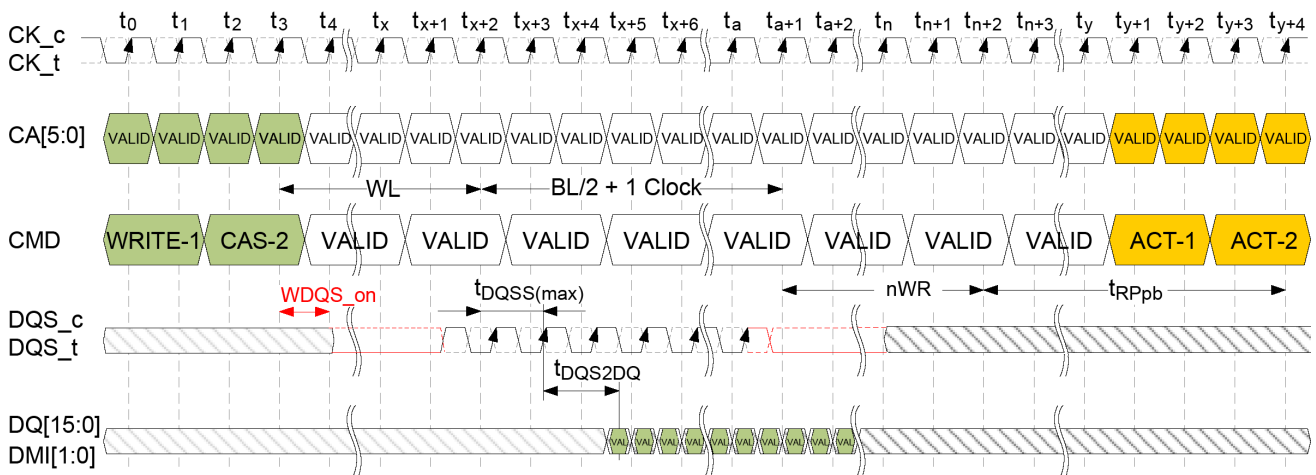 t0 t1 t2 t3 t4 tx tx+1 tx+2 tx+3 tx+4 tx+5 tx+6 ta ta+1 ta+2 tn tn+1 tn+2 tn+3 ty ty+1 ty+2 ty+3 ty+4
CK_c
CK_t
CA[5:0] VALID VALID VALID VALID VALID VALID VALID VALID VALID VALID VALID VALID VALID VALID VALID VALID VALID VALID VALID VALID VALID VALID VALID VALID
WL BL/2 + 1 Clock
CMD WRITE-1 CAS-2 VALID VALID VALID VALID VALID VALID VALID VALID ACT-1 ACT-2
WDQS_on tDQSS(max) nWR tRPpb
DQS_c
DQS_t
tDQS2DQ
DQ[15:0]
DMI[1:0] VAL VAL VAL VAL VAL VAL VAL VAL VAL VAL